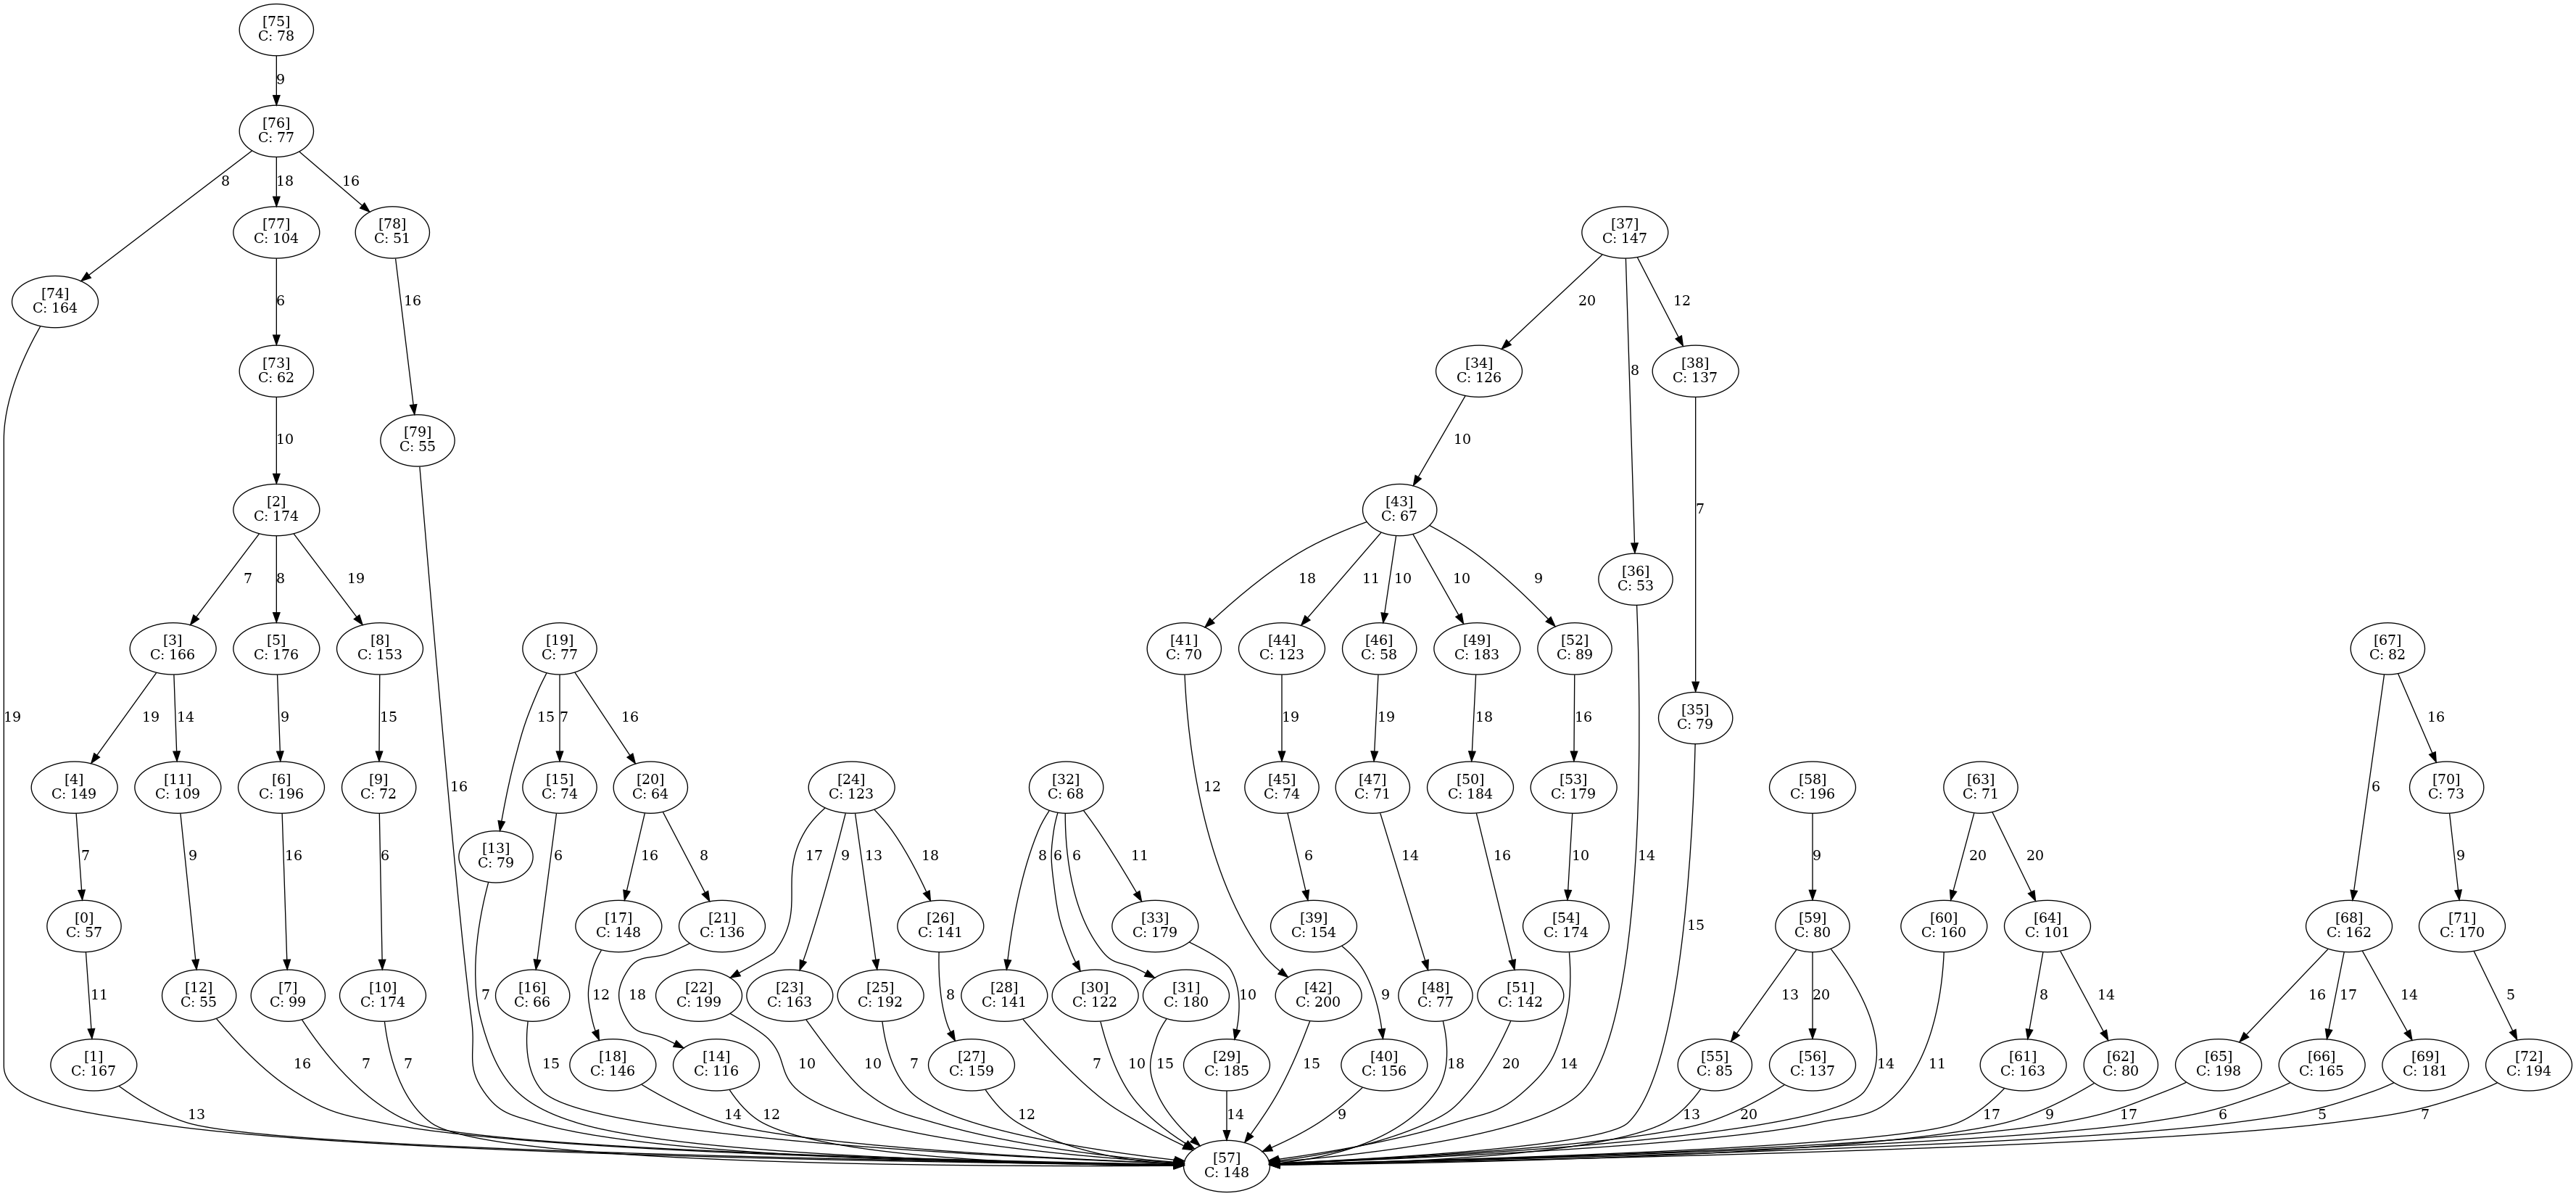 [75]
C: 78
9
[76]
C: 77
8
18
16
[77]
C: 104
[78]
C: 51
[37]
C: 147
[74]
C: 164
6
16
20
8
12
[73]
C: 62
[34]
C: 126
[38]
C: 137
10
[79]
C: 55
10
7
[2]
C: 174
[43]
C: 67
7
8
19
18
11
10
10
9
[36]
C: 53
[3]
C: 166
[5]
C: 176
[8]
C: 153
[19]
C: 77
[41]
C: 70
[44]
C: 123
[46]
C: 58
[49]
C: 183
[52]
C: 89
[67]
C: 82
19
19
14
9
15
15
7
16
19
19
18
16
[35]
C: 79
6
16
[4]
C: 149
[11]
C: 109
[6]
C: 196
[9]
C: 72
16
[15]
C: 74
[20]
C: 64
[24]
C: 123
[32]
C: 68
12
[45]
C: 74
[47]
C: 71
[50]
C: 184
[53]
C: 179
[58]
C: 196
[63]
C: 71
[70]
C: 73
7
9
16
6
[13]
C: 79
6
16
8
17
9
13
18
8
6
6
11
6
14
16
10
14
9
20
20
9
[0]
C: 57
[17]
C: 148
[21]
C: 136
[26]
C: 141
[33]
C: 179
[39]
C: 154
[54]
C: 174
15
[59]
C: 80
[60]
C: 160
[64]
C: 101
[68]
C: 162
[71]
C: 170
11
[12]
C: 55
[7]
C: 99
[10]
C: 174
7
[16]
C: 66
12
18
[22]
C: 199
[23]
C: 163
[25]
C: 192
8
[28]
C: 141
[30]
C: 122
[31]
C: 180
10
[42]
C: 200
9
[48]
C: 77
[51]
C: 142
13
20
8
14
16
17
14
5
[1]
C: 167
16
7
7
15
[18]
C: 146
[14]
C: 116
10
10
7
[27]
C: 159
7
10
15
[29]
C: 185
15
[40]
C: 156
18
20
14
[55]
C: 85
[56]
C: 137
14
11
[61]
C: 163
[62]
C: 80
[65]
C: 198
[66]
C: 165
[69]
C: 181
[72]
C: 194
13
14
12
12
14
9
13
20
17
9
17
6
5
7
[57]
C: 148